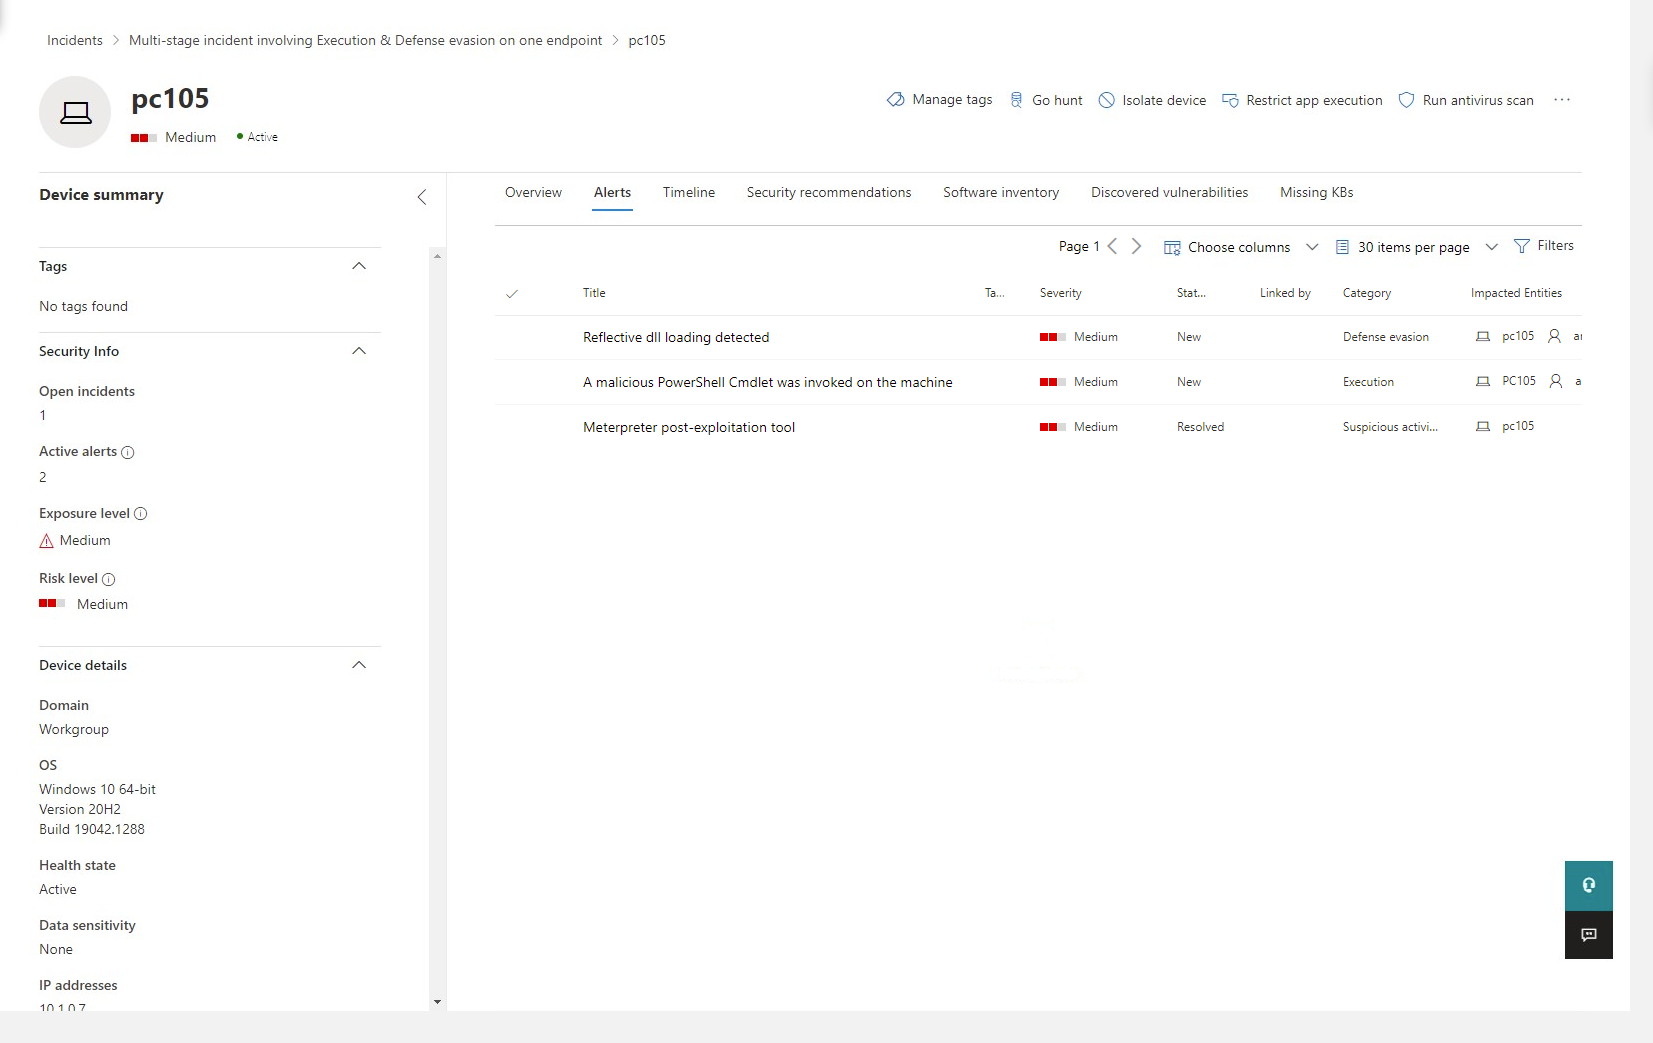 Incidents > Multi-stage incident involving Execution & Defense evasion on one endpoint > pc105
pc105
Medium Active
Manage tags Go hunt Isolate device Restrict app execution Run antivirus scan ...
Device summary
Tags
No tags found
Security Info
Open incidents
1
Active alerts
2
Exposure level
Medium
Risk level
Medium
Device details
Domain
Workgroup
OS
Windows 10 64-bit
Version 20H2
Build 19042.1288
Health state
Active
Data sensitivity
None
IP addresses
10.1.0.7
Overview Alerts Timeline Security recommendations Software inventory Discovered vulnerabilities Missing KBs
Page 1 Choose columns 30 items per page Filters
Title Ta... Severity Stat... Linked by Category Impacted Entities
Reflective dll loading detected Medium New Defense evasion pc105
A malicious PowerShell Cmdlet was invoked on the machine Medium New Execution PC105 a
Meterpreter post-exploitation tool Medium Resolved Suspicious activi... pc105